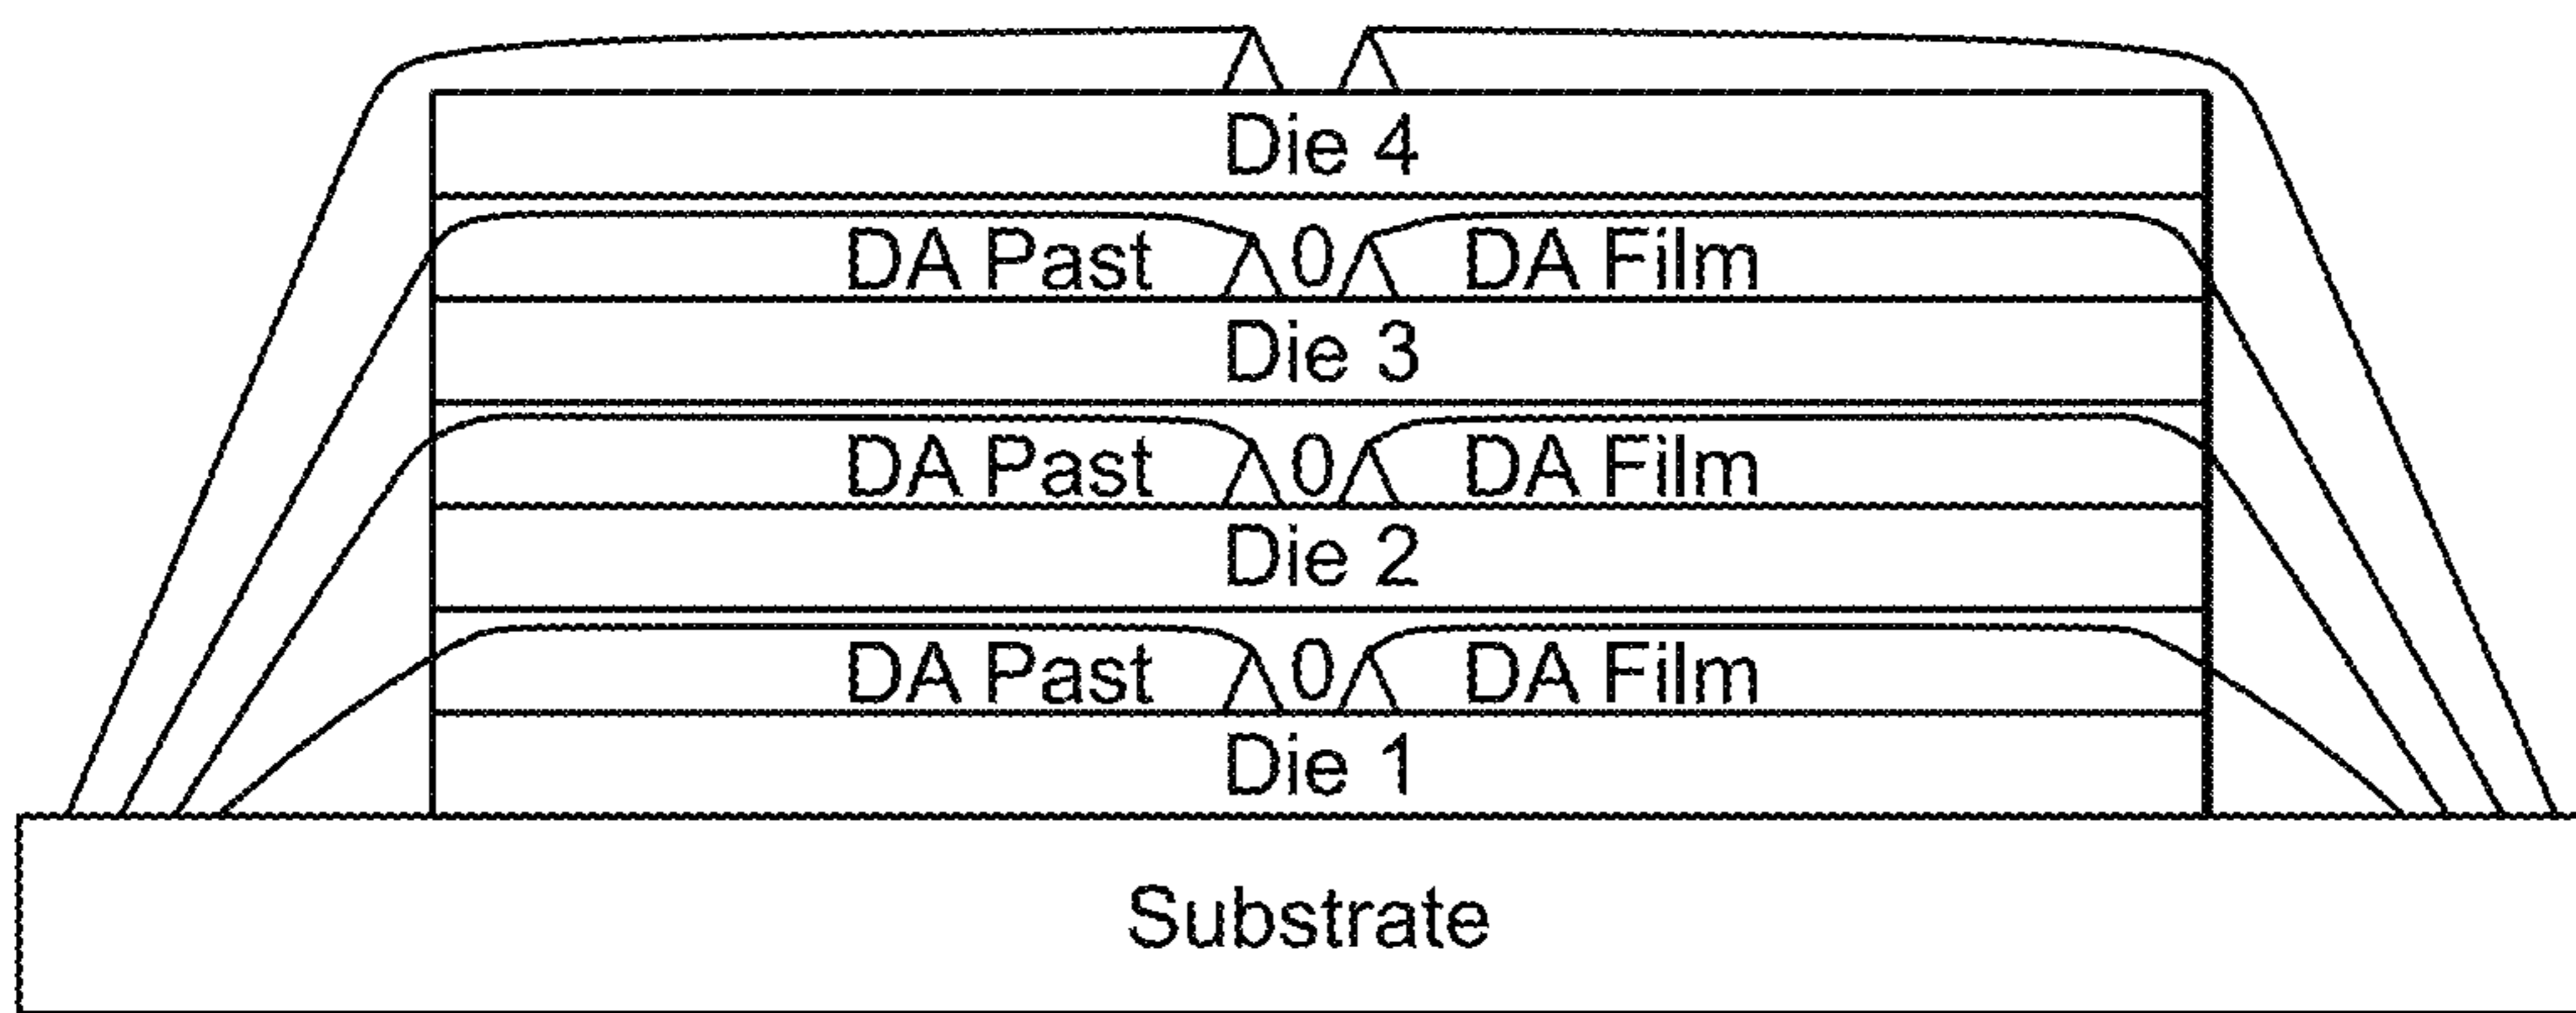 Die 4
DA Past 0 DA Film
Die 3
DA Past 0 DA Film
Die 2
DA Past 0 DA Film
Die 1
Substrate